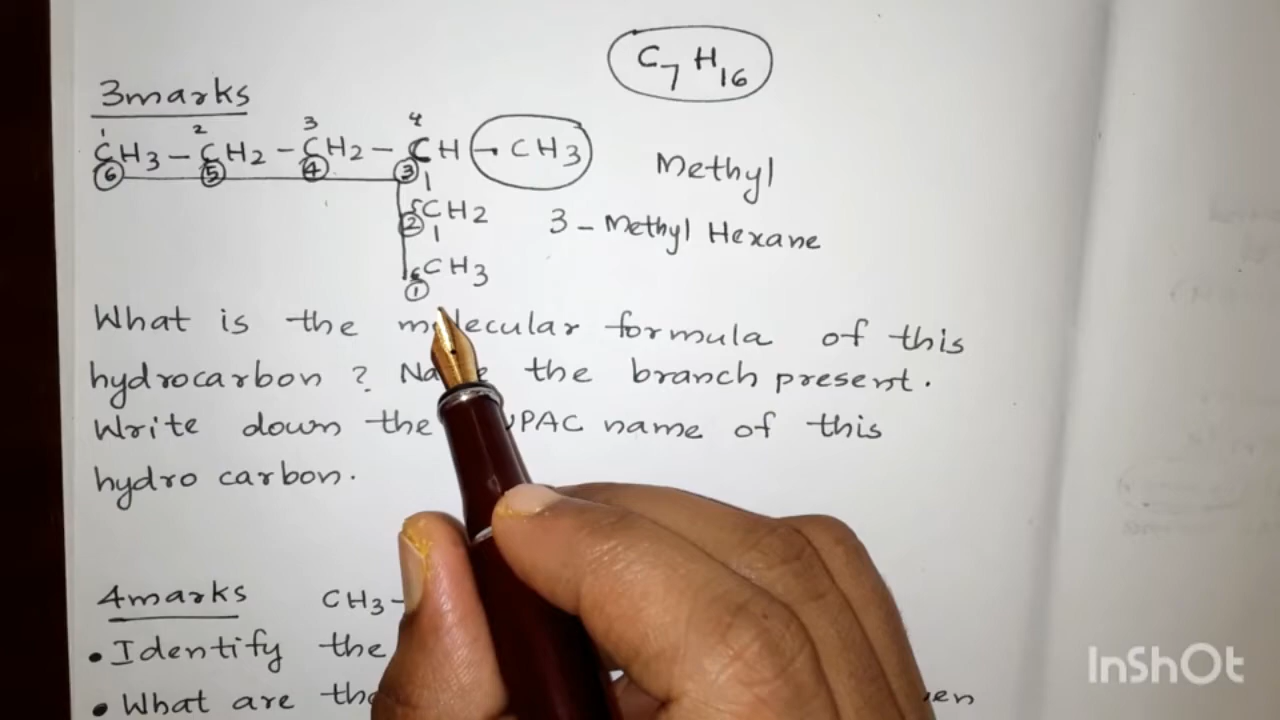 C7H16
3marks
1 2 3 4
CH3 - CH2 - CH2 - CH - CH3
6 5 4 3
Methyl
2 5 CH2
3 - Methyl Hexane
6 CH3
1
What is the molecular formula of this
hydrocarbon? the branch present.
Write down the name of this
hydro carbon.
4marks CH3-
• Identify the
• What are
InShOt